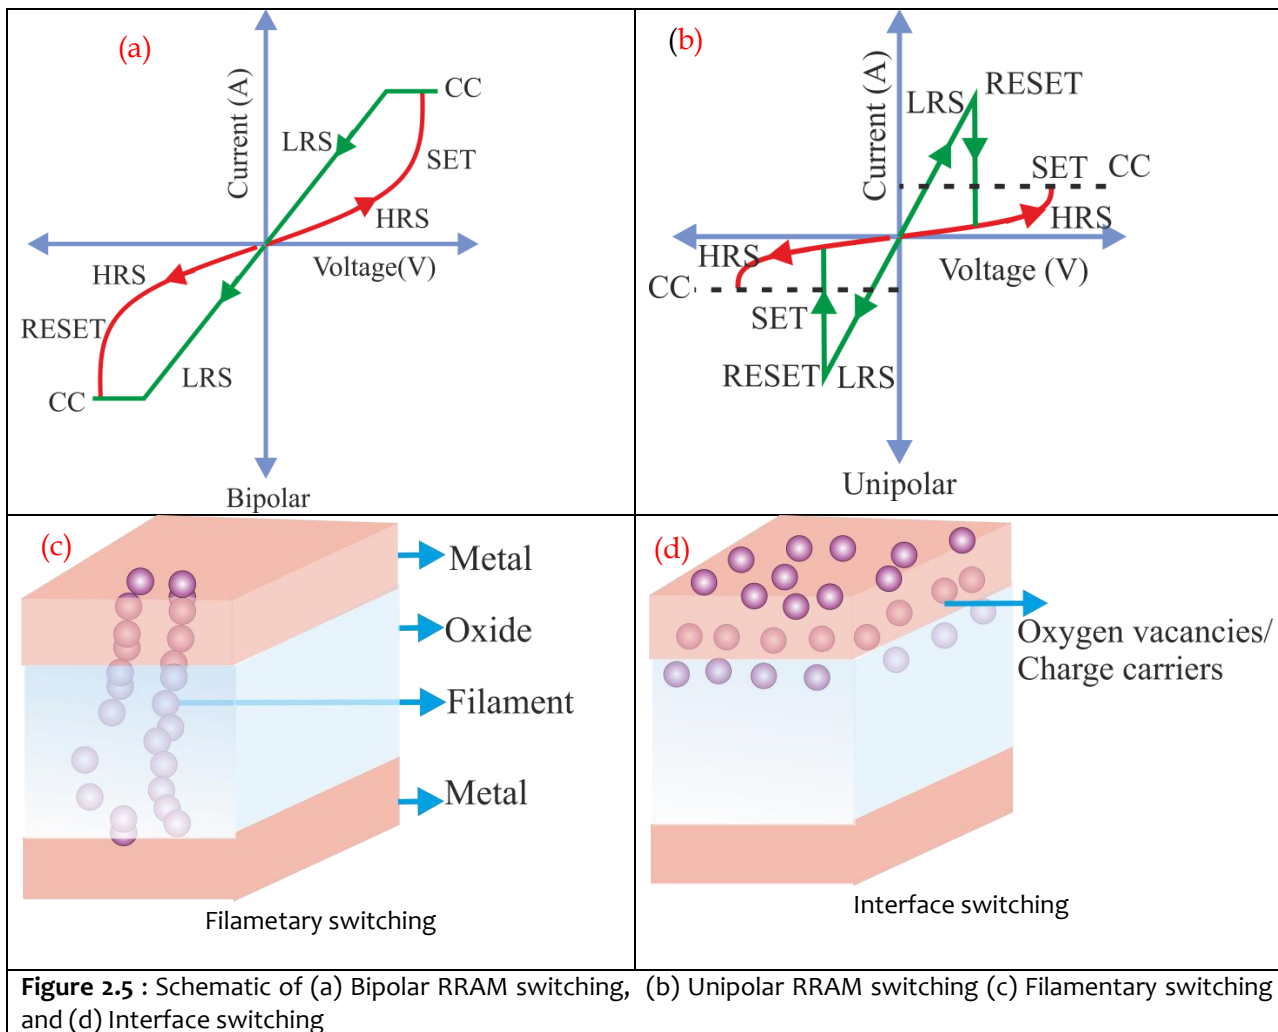 (a)
Current (A)
CC
LRS
SET
HRS
HRS
Voltage(V)
RESET
LRS
CC
Bipolar
(b)
Current (A)
RESET
LRS
SET
CC
HRS
HRS
Voltage (V)
CC
SET
RESET
LRS
Unipolar
(c)
Metal
Oxide
Filament
Metal
Filametary switching
(d)
Oxygen vacancies/
Charge carriers
Interface switching
Figure 2.5 : Schematic of (a) Bipolar RRAM switching, (b) Unipolar RRAM switching (c) Filamentary switching
and (d) Interface switching